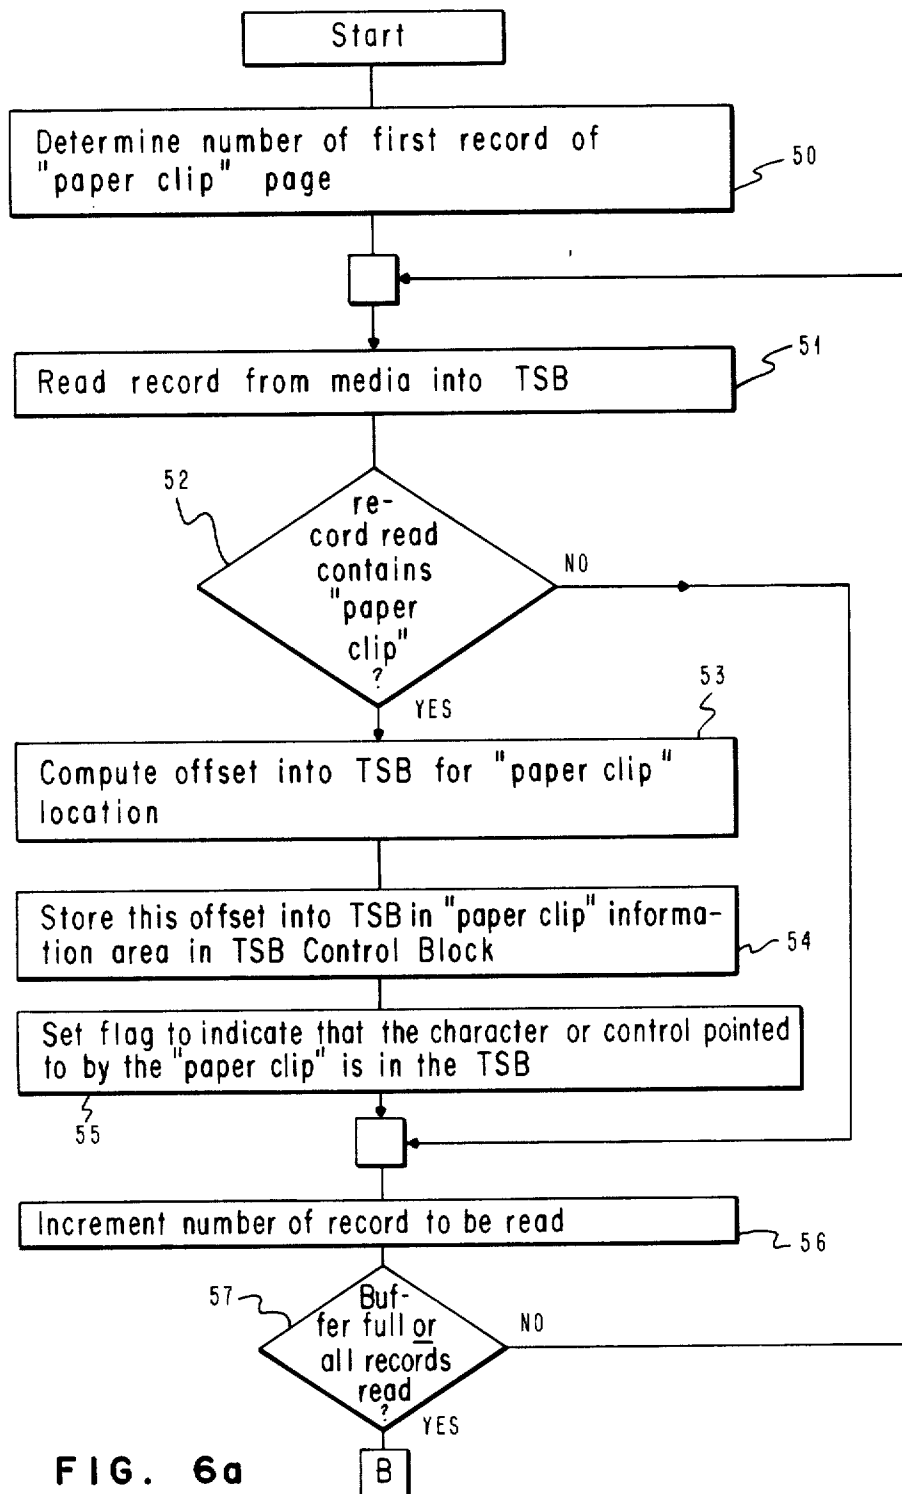 Start
Determine number of first record of
"paper clip" page
50
Read record from media into TSB
51
52
re-
cord read
contains
"paper
clip"
?
NO
YES
53
Compute offset into TSB for "paper clip"
location
Store this offset into TSB in "paper clip" informa-
tion area in TSB Control Block
54
Set flag to indicate that the character or control pointed
to by the "paper clip" is in the TSB
55
Increment number of record to be read
56
57
Buf-
fer full or
all records
read
?
NO
YES
B
FIG. 6a